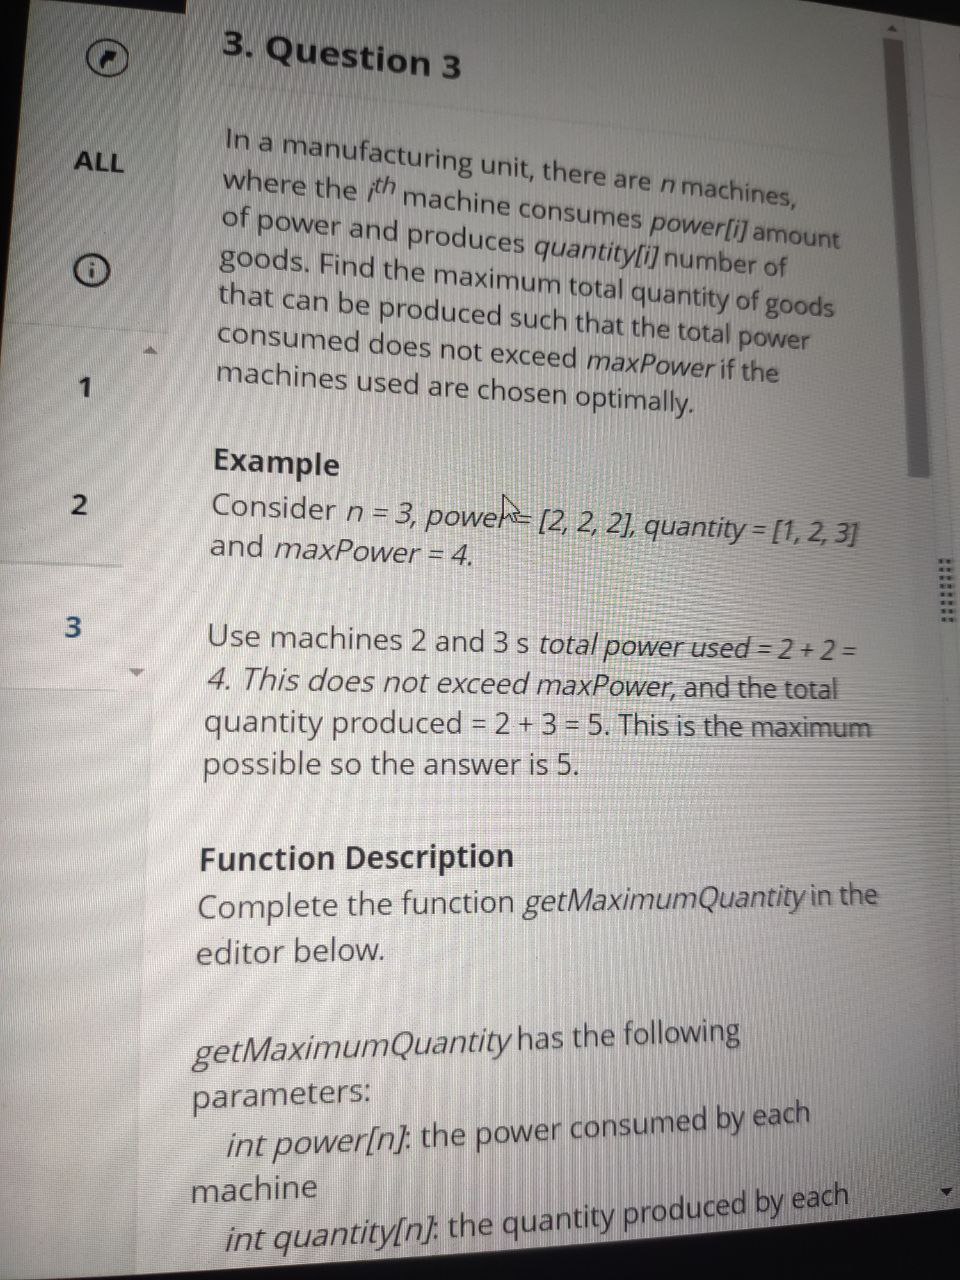 3. Question 3
ALL
1
2
3
In a manufacturing unit, there are n machines,
where the ith machine consumes power[i] amount
of power and produces quantity[i] number of
goods. Find the maximum total quantity of goods
that can be produced such that the total power
consumed does not exceed maxPower if the
machines used are chosen optimally.
Example
Consider n = 3, power = [2, 2, 2], quantity = [1, 2, 3]
and maxPower = 4.
Use machines 2 and 3 s total power used = 2 + 2 =
4. This does not exceed maxPower, and the total
quantity produced = 2 + 3 = 5. This is the maximum
possible so the answer is 5.
Function Description
Complete the function getMaximumQuantity in the
editor below.
getMaximumQuantity has the following
parameters:
int power[n]: the power consumed by each
machine
int quantity[n]: the quantity produced by each